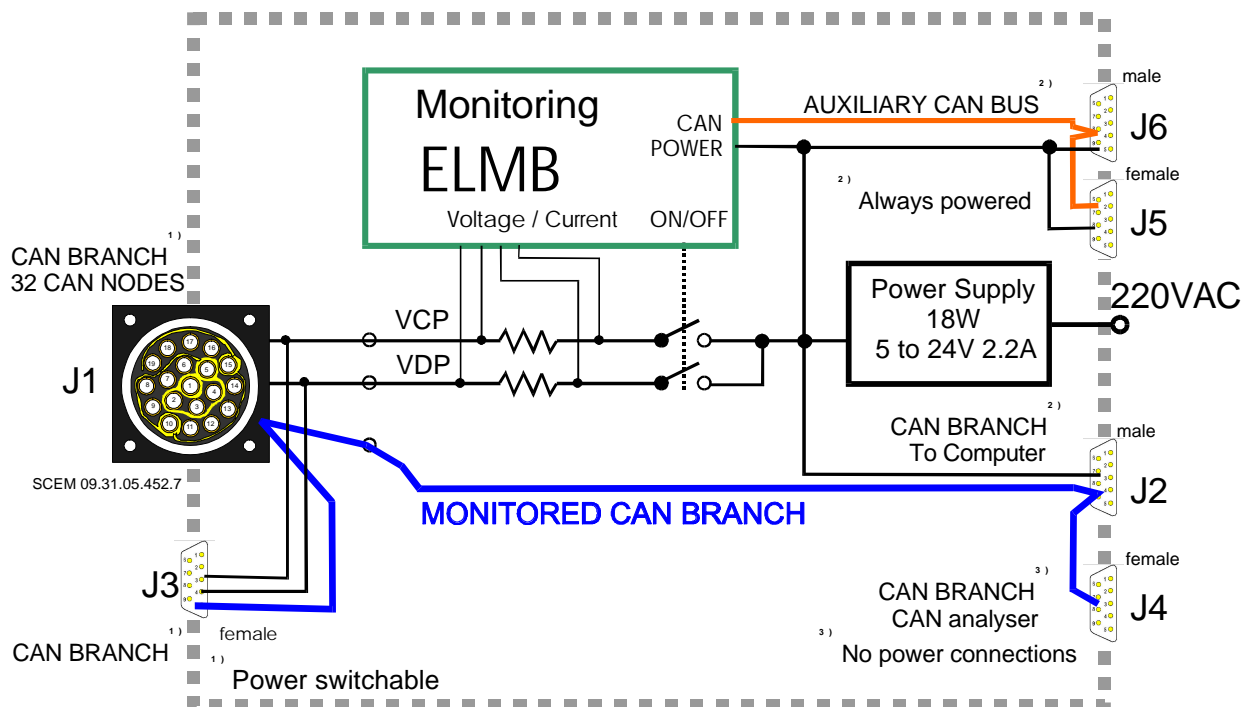 male
AUXILIARY CAN BUS 2)
J6
Monitoring
ELMB
CAN
POWER
Voltage / Current
ON/OFF
2)
Always powered
female
J5
1)
CAN BRANCH
32 CAN NODES
J1
VCP
VDP
Power Supply
18W
5 to 24V 2.2A
220VAC
SCEM 09.31.05.452.7
CAN BRANCH 2)
To Computer
male
J2
MONITORED CAN BRANCH
J3
female
1)
CAN BRANCH
1)
Power switchable
female
CAN BRANCH 3)
CAN analyser
J4
3)
No power connections